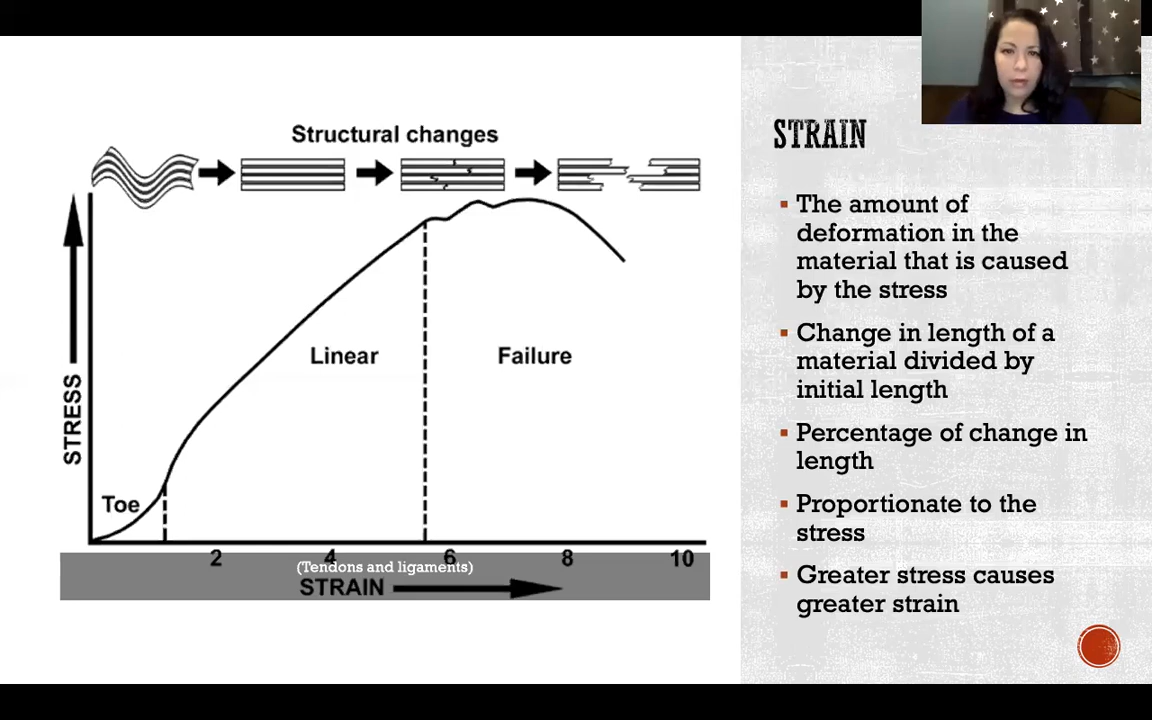 Structural changes
STRAIN
The amount of
deformation in the
material that is caused
by the stress
Change in length of a
material divided by
initial length
Percentage of change in
length
Proportionate to the
stress
Greater stress causes
greater strain
STRESS
Linear
Failure
Toe
2 4 6 8 10
(Tendons and ligaments)
STRAIN